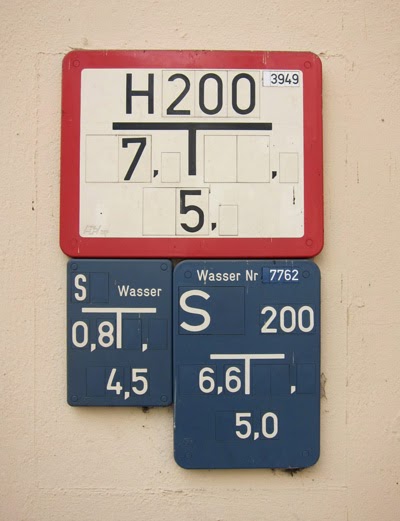 H200 3949
7, ,
5,
S Wasser
0,8 ,
4,5
Wasser Nr 7762
S 200
6,6 ,
5,0